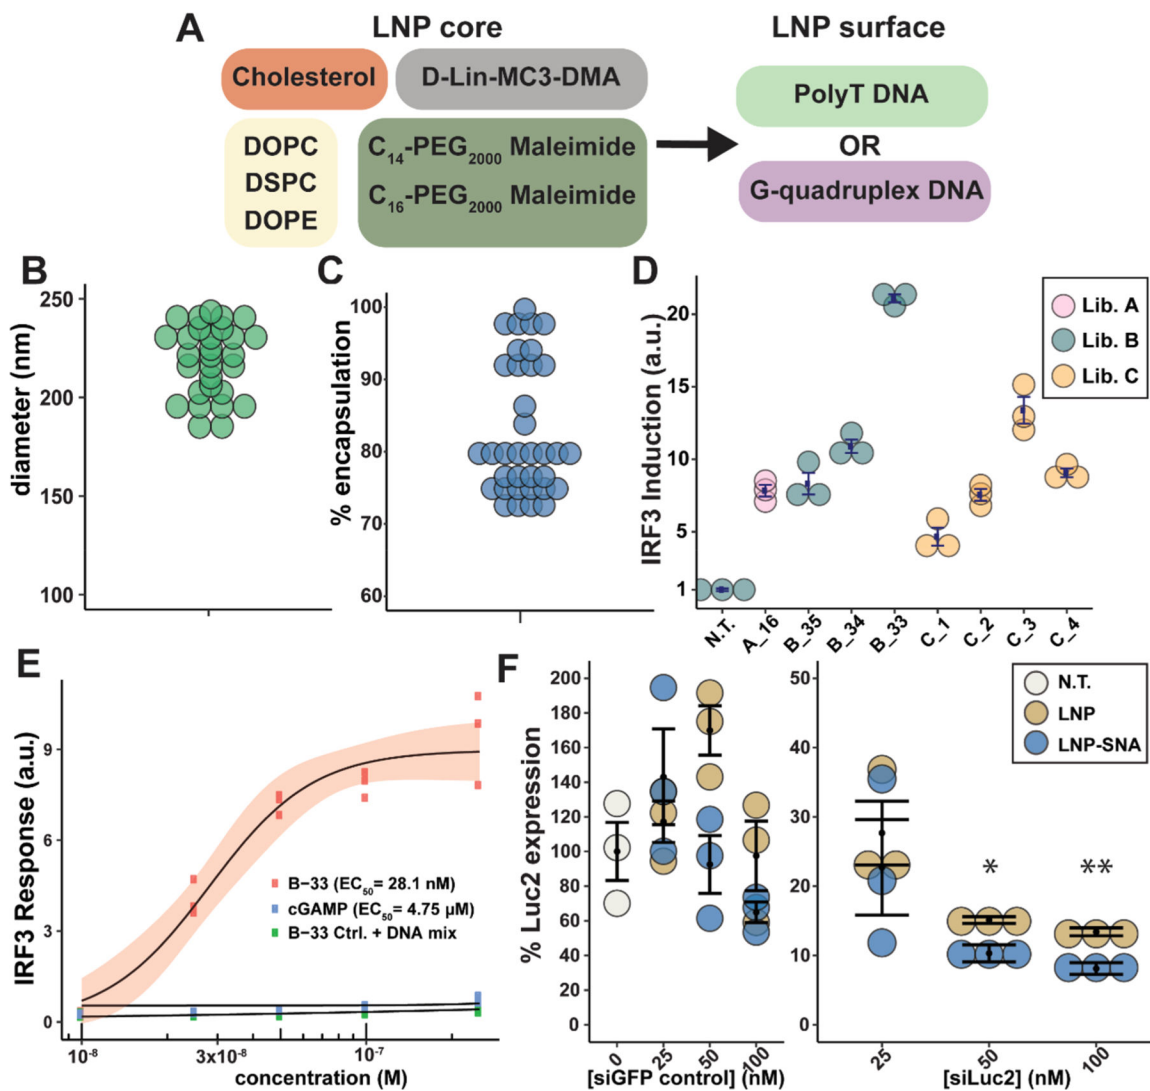 A
LNP core
LNP surface
Cholesterol
D-Lin-MC3-DMA
DOPC
DSPC
DOPE
C14-PEG2000 Maleimide
C16-PEG2000 Maleimide
PolyT DNA
OR
G-quadruplex DNA
B
diameter (nm)
250
200
150
100
C
% encapsulation
100
90
80
70
60
D
IRF3 Induction (a.u.)
20
15
10
5
1
N.T.
A_16
B_35
B_34
B_33
C_1
C_2
C_3
C_4
Lib. A
Lib. B
Lib. C
E
IRF3 Response (a.u.)
9
6
3
0
B−33 (EC50= 28.1 nM)
cGAMP (EC50= 4.75 µM)
B−33 Ctrl. + DNA mix
10-8
3x10-8
10-7
concentration (M)
F
% Luc2 expression
200
180
160
140
120
100
80
60
40
20
0
0
25
50
100
[siGFP control] (nM)
50
40
30
20
10
0
N.T.
LNP
LNP-SNA
*
**
25
50
100
[siLuc2] (nM)